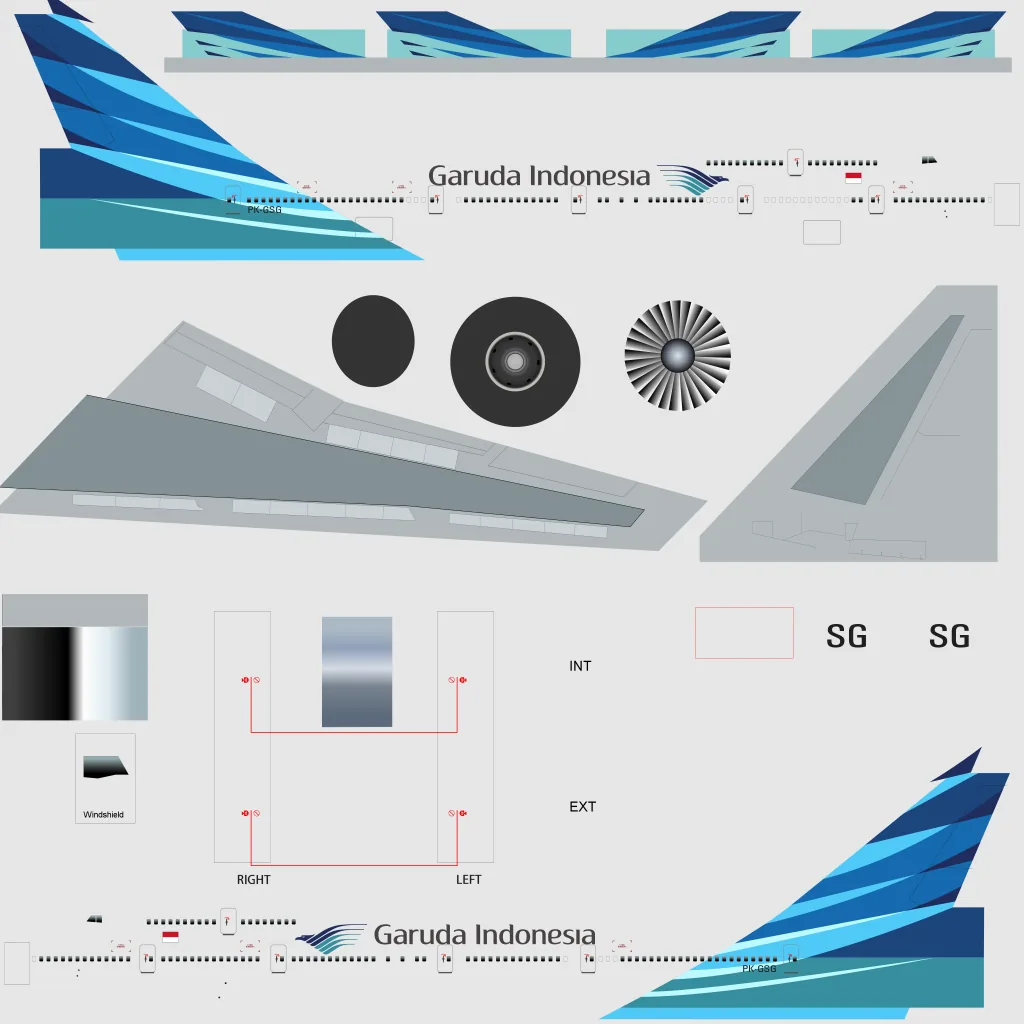 Garuda Indonesia
PK-GSG
SG SG
INT
Windshield
EXT
RIGHT LEFT
Garuda Indonesia
PK-GSG